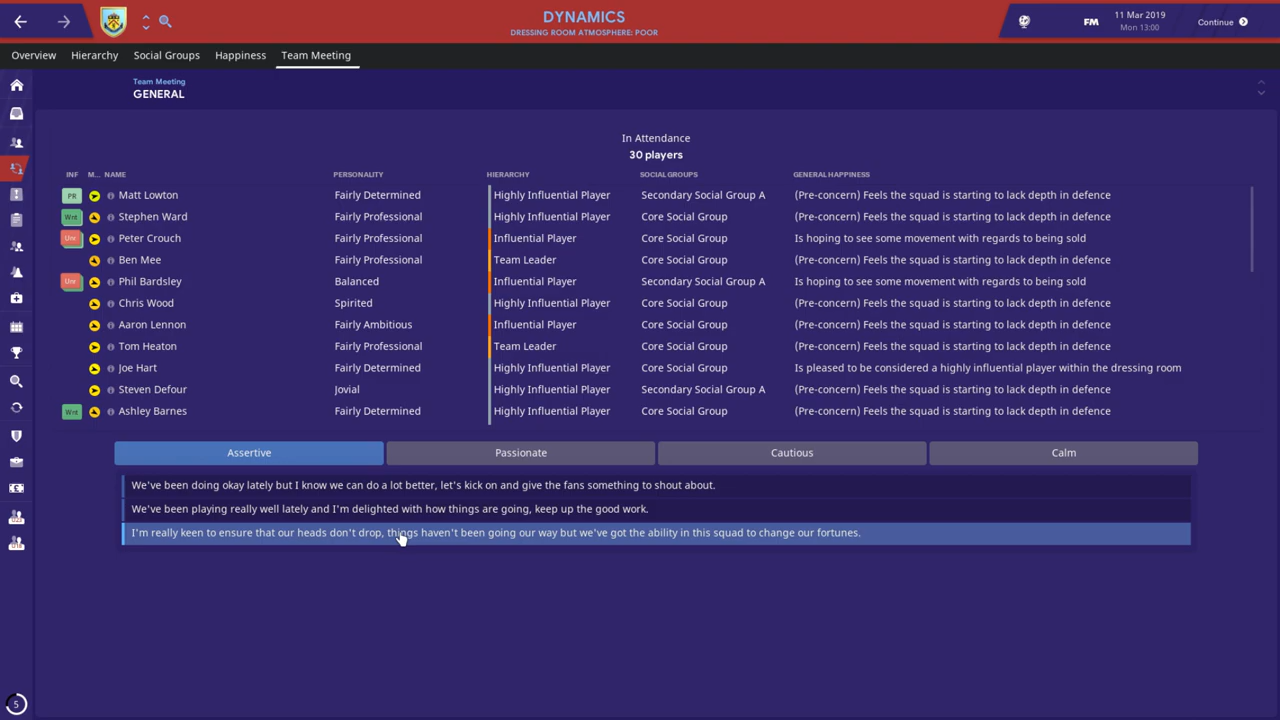 DYNAMICS
DRESSING ROOM ATMOSPHERE: POOR
FM
11 Mar 2019
Mon 13:00
Continue
Overview Hierarchy Social Groups Happiness Team Meeting
Team Meeting
GENERAL
In Attendance
30 players
INF M... NAME PERSONALITY HIERARCHY SOCIAL GROUPS GENERAL HAPPINESS
PR Matt Lowton Fairly Determined Highly Influential Player Secondary Social Group A (Pre-concern) Feels the squad is starting to lack depth in defence
Wnt Stephen Ward Fairly Professional Highly Influential Player Core Social Group (Pre-concern) Feels the squad is starting to lack depth in defence
Unr Peter Crouch Fairly Professional Influential Player Core Social Group Is hoping to see some movement with regards to being sold
Ben Mee Fairly Professional Team Leader Core Social Group (Pre-concern) Feels the squad is starting to lack depth in defence
Unr Phil Bardsley Balanced Influential Player Secondary Social Group A Is hoping to see some movement with regards to being sold
Chris Wood Spirited Highly Influential Player Core Social Group (Pre-concern) Feels the squad is starting to lack depth in defence
Aaron Lennon Fairly Ambitious Influential Player Core Social Group (Pre-concern) Feels the squad is starting to lack depth in defence
Tom Heaton Fairly Professional Team Leader Core Social Group (Pre-concern) Feels the squad is starting to lack depth in defence
Joe Hart Fairly Determined Highly Influential Player Core Social Group Is pleased to be considered a highly influential player within the dressing room
Steven Defour Jovial Highly Influential Player Secondary Social Group A (Pre-concern) Feels the squad is starting to lack depth in defence
Wnt Ashley Barnes Fairly Determined Highly Influential Player Core Social Group (Pre-concern) Feels the squad is starting to lack depth in defence
Assertive Passionate Cautious Calm
We've been doing okay lately but I know we can do a lot better, let's kick on and give the fans something to shout about.
We've been playing really well lately and I'm delighted with how things are going, keep up the good work.
I'm really keen to ensure that our heads don't drop, things haven't been going our way but we've got the ability in this squad to change our fortunes.
U23
U18
5